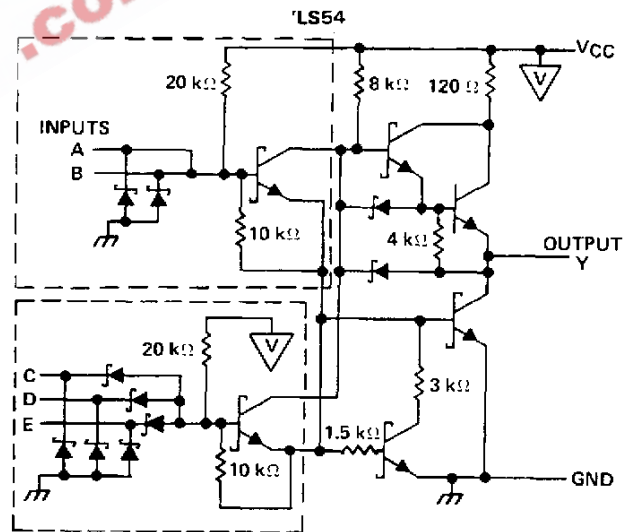 .co
'LS54
VCC
V
20 kΩ
8 kΩ
120 Ω
INPUTS
A
B
10 kΩ
4 kΩ
OUTPUT
Y
20 kΩ
V
C
D
E
3 kΩ
1.5 kΩ
10 kΩ
GND